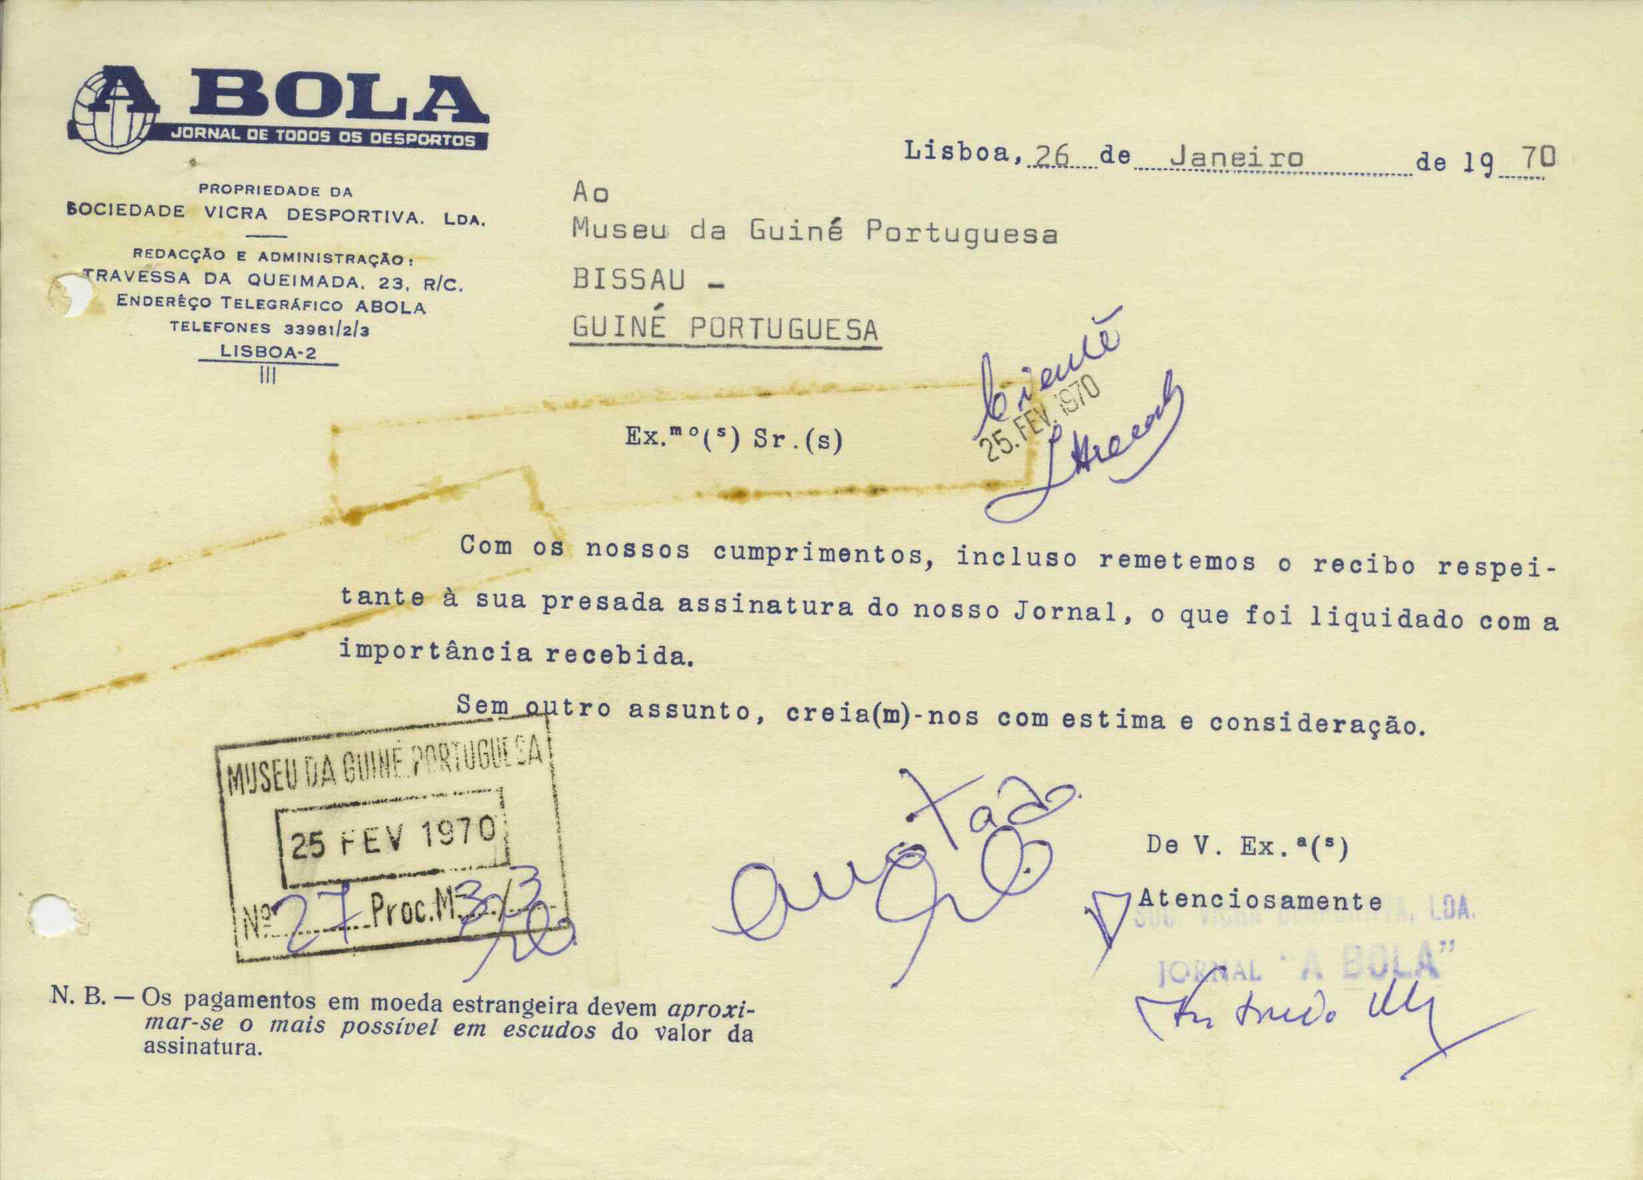 A BOLA
JORNAL DE TODOS OS DESPORTOS
PROPRIEDADE DA
SOCIEDADE VICRA DESPORTIVA. LDA.
REDACÇÃO E ADMINISTRAÇÃO:
TRAVESSA DA QUEIMADA, 23, R/C.
ENDERÊÇO TELEGRÁFICO ABOLA
TELEFONES 33981/2/3
LISBOA-2
Lisboa, 26 de Janeiro de 19 70
Ao
Museu da Guiné Portuguesa
BISSAU -
GUINÉ PORTUGUESA
Ciente
25. FEV. 1970
Ex.mo(s) Sr.(s)
Com os nossos cumprimentos, incluso remetemos o recibo respei-
tante à sua presada assinatura do nosso Jornal, o que foi liquidado com a
importância recebida.
Sem outro assunto, creia(m)-nos com estima e consideração.
MUSEU DA GUINÉ PORTUGUESA
25 FEV 1970
Nº 27 Proc. M 3/3
anotado
De V. Ex.ª(s)
Atenciosamente
SOC. VICRA DESPORTIVA, LDA.
JORNAL "A BOLA"
N. B. — Os pagamentos em moeda estrangeira devem aproxi-
mar-se o mais possível em escudos do valor da
assinatura.